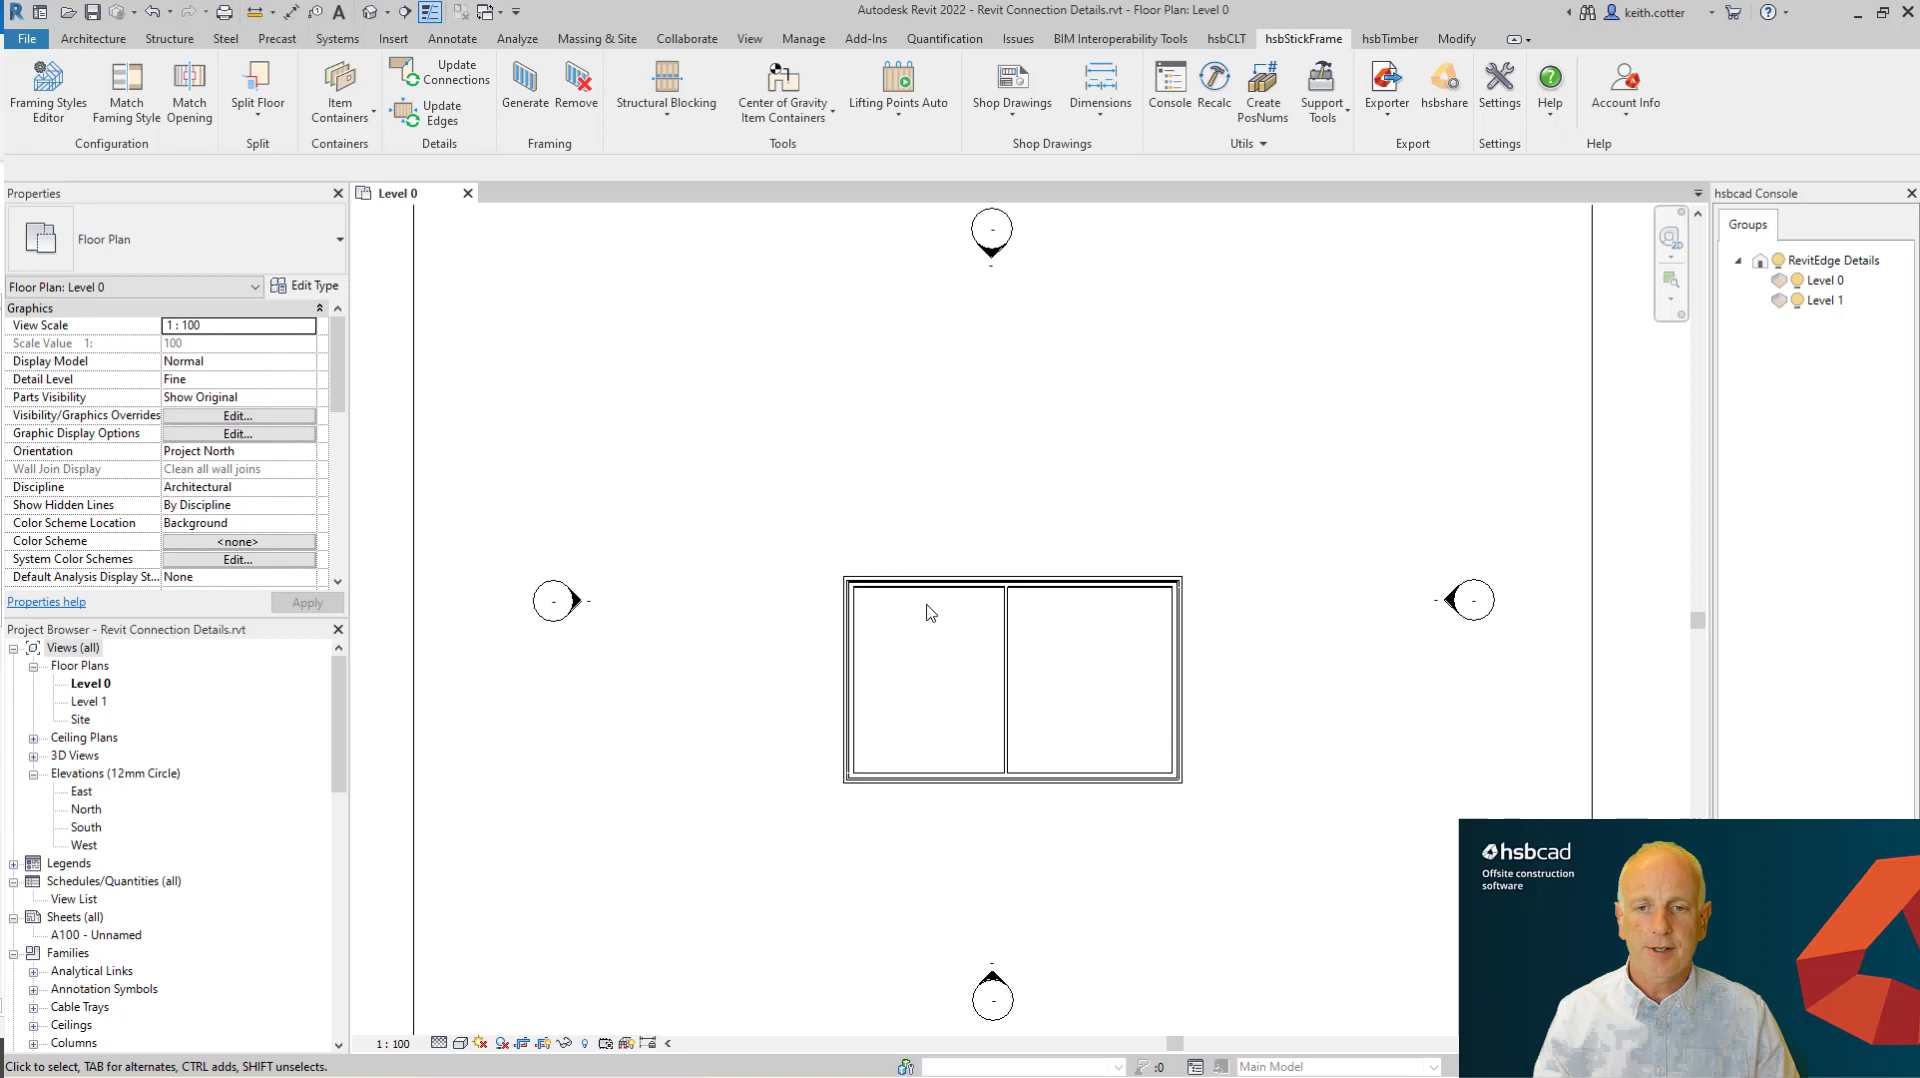 Autodesk Revit 2022 - Revit Connection Details.rvt - Floor Plan: Level 0
keith.cotter
File
Architecture
Structure
Steel
Precast
Systems
Insert
Annotate
Analyze
Massing & Site
Collaborate
View
Manage
Add-Ins
Quantification
Issues
BIM Interoperability Tools
hsbCLT
hsbStickFrame
hsbTimber
Modify
Framing Styles
Editor
Match
Faming Style
Match
Opening
Configuration
Split Floor
Split
Item
Containers
Containers
Update
Connections
Update
Edges
Details
Generate
Remove
Framing
Structural Blocking
Center of Gravity
Item Containers
Lifting Points Auto
Tools
Shop Drawings
Dimensions
Shop Drawings
Console
Recalc
Create
PosNums
Support
Tools
Utils
Exporter
hsbshare
Export
Settings
Settings
Help
Account Info
Help
Properties
Floor Plan
Floor Plan: Level 0
Edit Type
Graphics
View Scale 1 : 100
Scale Value 1: 100
Display Model Normal
Detail Level Fine
Parts Visibility Show Original
Visibility/Graphics Overrides Edit...
Graphic Display Options Edit...
Orientation Project North
Wall Join Display Clean all wall joins
Discipline Architectural
Show Hidden Lines By Discipline
Color Scheme Location Background
Color Scheme <none>
System Color Schemes Edit...
Default Analysis Display St... None
Properties help
Apply
Project Browser - Revit Connection Details.rvt
Views (all)
Floor Plans
Level 0
Level 1
Site
Ceiling Plans
3D Views
Elevations (12mm Circle)
East
North
South
West
Legends
Schedules/Quantities (all)
View List
Sheets (all)
A100 - Unnamed
Families
Analytical Links
Annotation Symbols
Cable Trays
Ceilings
Columns
Level 0
2D
hsbcad Console
Groups
RevitEdge Details
Level 0
Level 1
hsbcad
Offsite construction
software
1 : 100
Click to select, TAB for alternates, CTRL adds, SHIFT unselects.
:0
Main Model